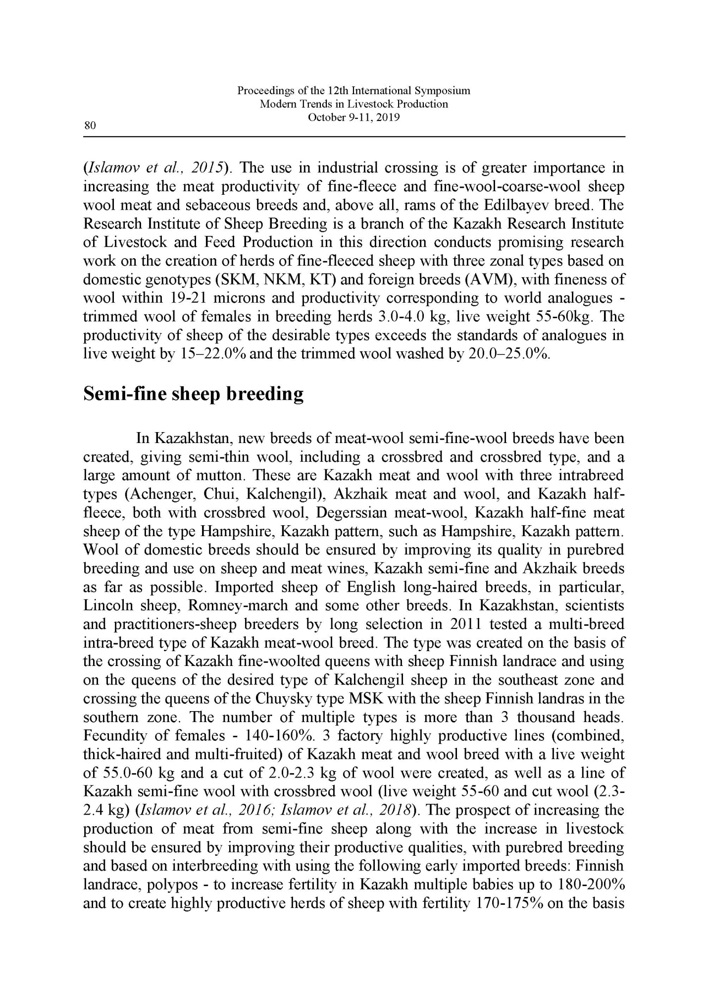 Proceedings of the 12th International Symposium
Modern Trends in Livestock Production
October 9-11, 2019
80
(Islamov et al., 2015). The use in industrial crossing is of greater importance in
increasing the meat productivity of fine-fleece and fine-wool-coarse-wool sheep
wool meat and sebaceous breeds and, above all, rams of the Edilbayev breed. The
Research Institute of Sheep Breeding is a branch of the Kazakh Research Institute
of Livestock and Feed Production in this direction conducts promising research
work on the creation of herds of fine-fleeced sheep with three zonal types based on
domestic genotypes (SKM, NKM, KT) and foreign breeds (AVM), with fineness of
wool within 19-21 microns and productivity corresponding to world analogues -
trimmed wool of females in breeding herds 3.0-4.0 kg, live weight 55-60kg. The
productivity of sheep of the desirable types exceeds the standards of analogues in
live weight by 15–22.0% and the trimmed wool washed by 20.0–25.0%.
Semi-fine sheep breeding
In Kazakhstan, new breeds of meat-wool semi-fine-wool breeds have been
created, giving semi-thin wool, including a crossbred and crossbred type, and a
large amount of mutton. These are Kazakh meat and wool with three intrabreed
types (Achenger, Chui, Kalchengil), Akzhaik meat and wool, and Kazakh half-
fleece, both with crossbred wool, Degerssian meat-wool, Kazakh half-fine meat
sheep of the type Hampshire, Kazakh pattern, such as Hampshire, Kazakh pattern.
Wool of domestic breeds should be ensured by improving its quality in purebred
breeding and use on sheep and meat wines, Kazakh semi-fine and Akzhaik breeds
as far as possible. Imported sheep of English long-haired breeds, in particular,
Lincoln sheep, Romney-march and some other breeds. In Kazakhstan, scientists
and practitioners-sheep breeders by long selection in 2011 tested a multi-breed
intra-breed type of Kazakh meat-wool breed. The type was created on the basis of
the crossing of Kazakh fine-woolted queens with sheep Finnish landrace and using
on the queens of the desired type of Kalchengil sheep in the southeast zone and
crossing the queens of the Chuysky type MSK with the sheep Finnish landras in the
southern zone. The number of multiple types is more than 3 thousand heads.
Fecundity of females - 140-160%. 3 factory highly productive lines (combined,
thick-haired and multi-fruited) of Kazakh meat and wool breed with a live weight
of 55.0-60 kg and a cut of 2.0-2.3 kg of wool were created, as well as a line of
Kazakh semi-fine wool with crossbred wool (live weight 55-60 and cut wool (2.3-
2.4 kg) (Islamov et al., 2016; Islamov et al., 2018). The prospect of increasing the
production of meat from semi-fine sheep along with the increase in livestock
should be ensured by improving their productive qualities, with purebred breeding
and based on interbreeding with using the following early imported breeds: Finnish
landrace, polypos - to increase fertility in Kazakh multiple babies up to 180-200%
and to create highly productive herds of sheep with fertility 170-175% on the basis